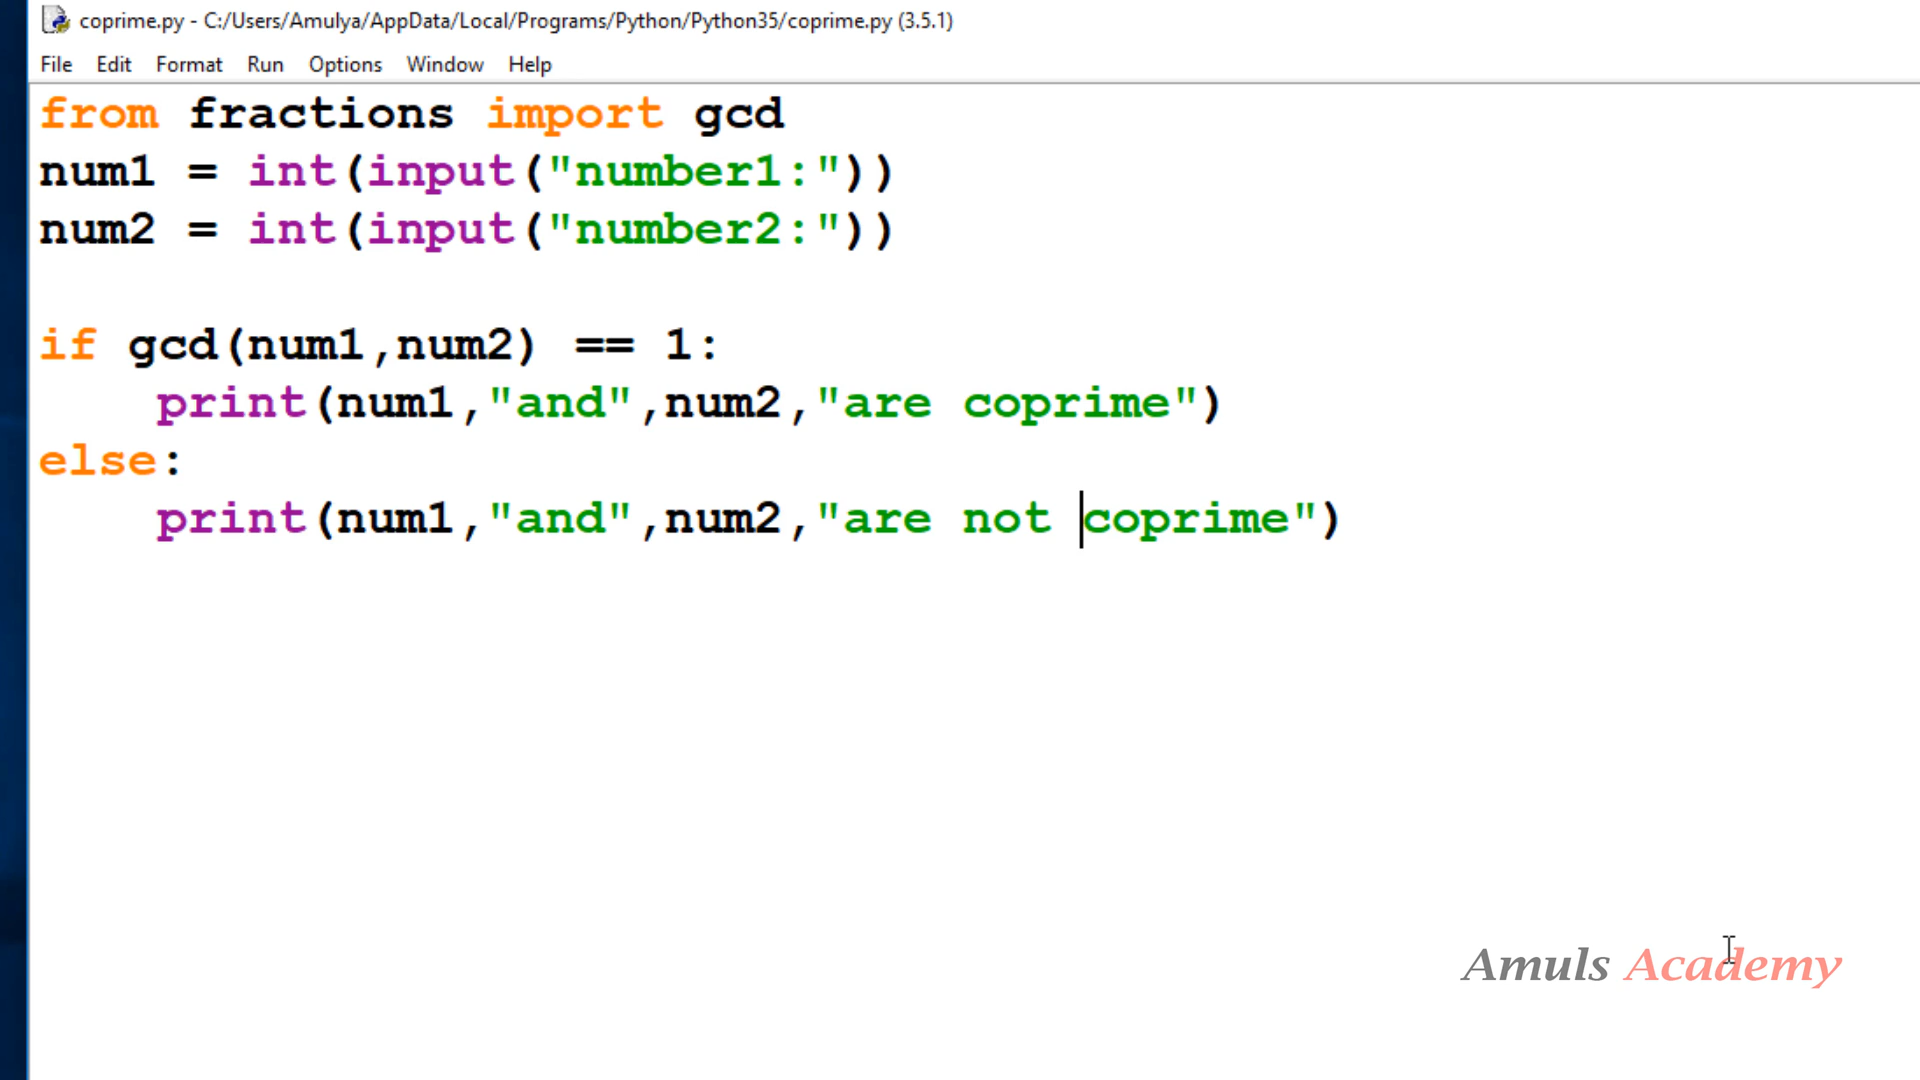 coprime.py - C:/Users/Amulya/AppData/Local/Programs/Python/Python35/coprime.py (3.5.1)
File Edit Format Run Options Window Help
from fractions import gcd
num1 = int(input("number1:"))
num2 = int(input("number2:"))
if gcd(num1,num2) == 1:
    print(num1,"and",num2,"are coprime")
else:
    print(num1,"and",num2,"are not coprime")
Amuls Academy